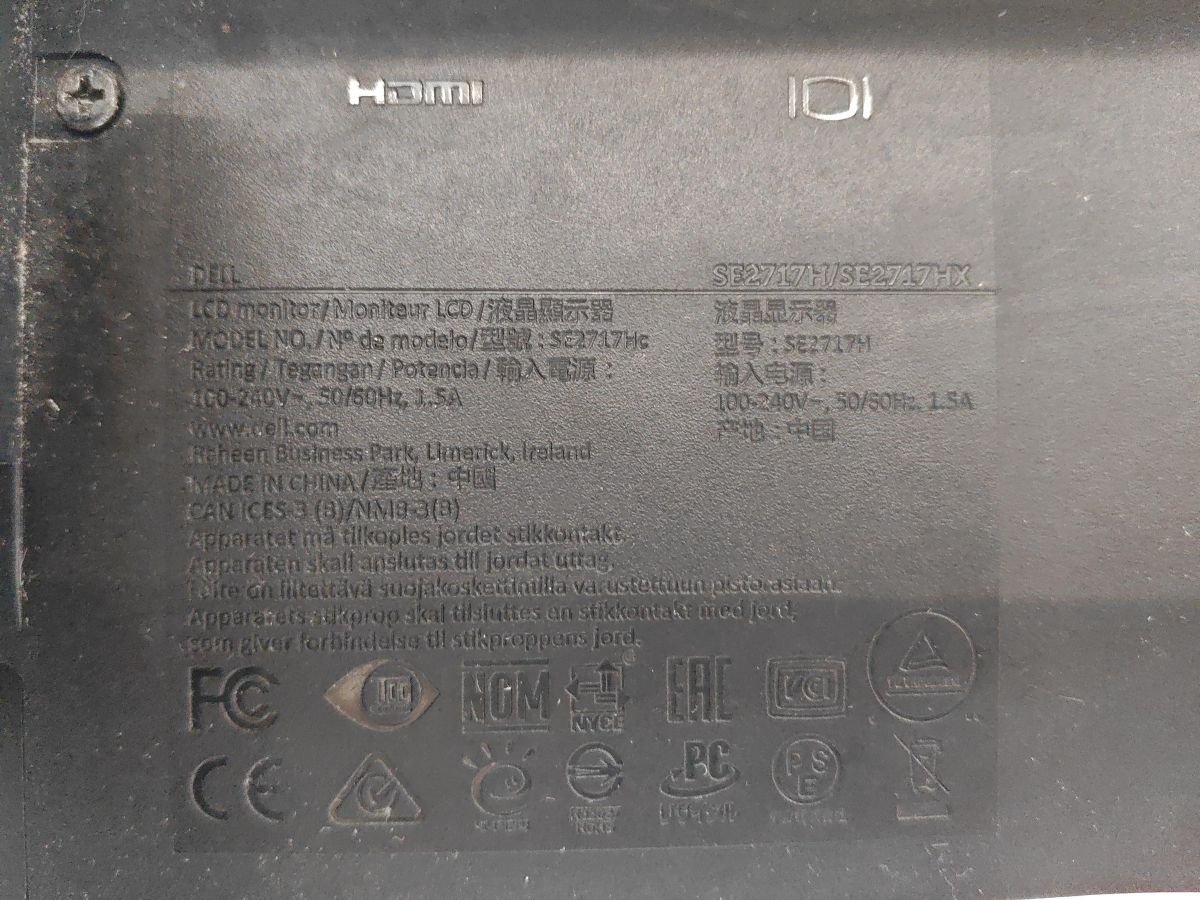 HDMI
DELL SE2717H/SE2717HX
LCD monitor/Moniteur LCD/液晶顯示器
MODEL NO./Nº de modelo/型號: SE2717Hc
Rating/Tegangan/Potencia/輸入電源:
100-240V~, 50/60Hz, 1.5A
www.dell.com
Raheen Business Park, Limerick, Ireland
MADE IN CHINA/產地: 中國
CAN ICES-3 (B)/NMB-3(B)
液晶显示器
型号: SE2717H
输入电源:
100-240V~, 50/60Hz, 1.5A
产地: 中国
Apparatet må tilkoples jordet stikkontakt.
Apparaten skall anslutas till jordat uttag.
Laite on liitettävä suojakoskettimilla varustettuun pistorasiaan.
Apparatets stikprop skal tilsluttes en stikkontakt med jord,
som giver forbindelse til stikproppens jord.
FC NOM NYCE EAC VCI
CE PC PSE